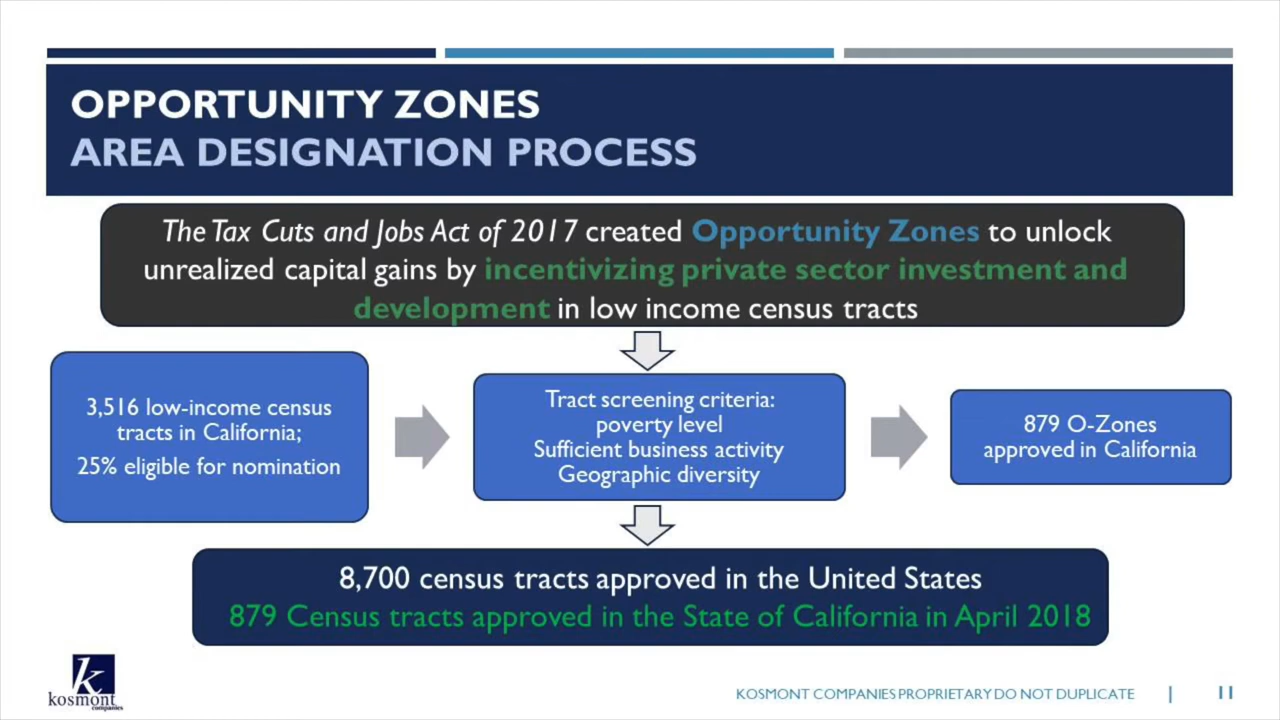 OPPORTUNITY ZONES
AREA DESIGNATION PROCESS
The Tax Cuts and Jobs Act of 2017 created Opportunity Zones to unlock
unrealized capital gains by incentivizing private sector investment and
development in low income census tracts
3,516 low-income census
tracts in California;
25% eligible for nomination
Tract screening criteria:
poverty level
Sufficient business activity
Geographic diversity
879 O-Zones
approved in California
8,700 census tracts approved in the United States
879 Census tracts approved in the State of California in April 2018
k
kosmont
companies
KOSMONT COMPANIES PROPRIETARY DO NOT DUPLICATE | 11